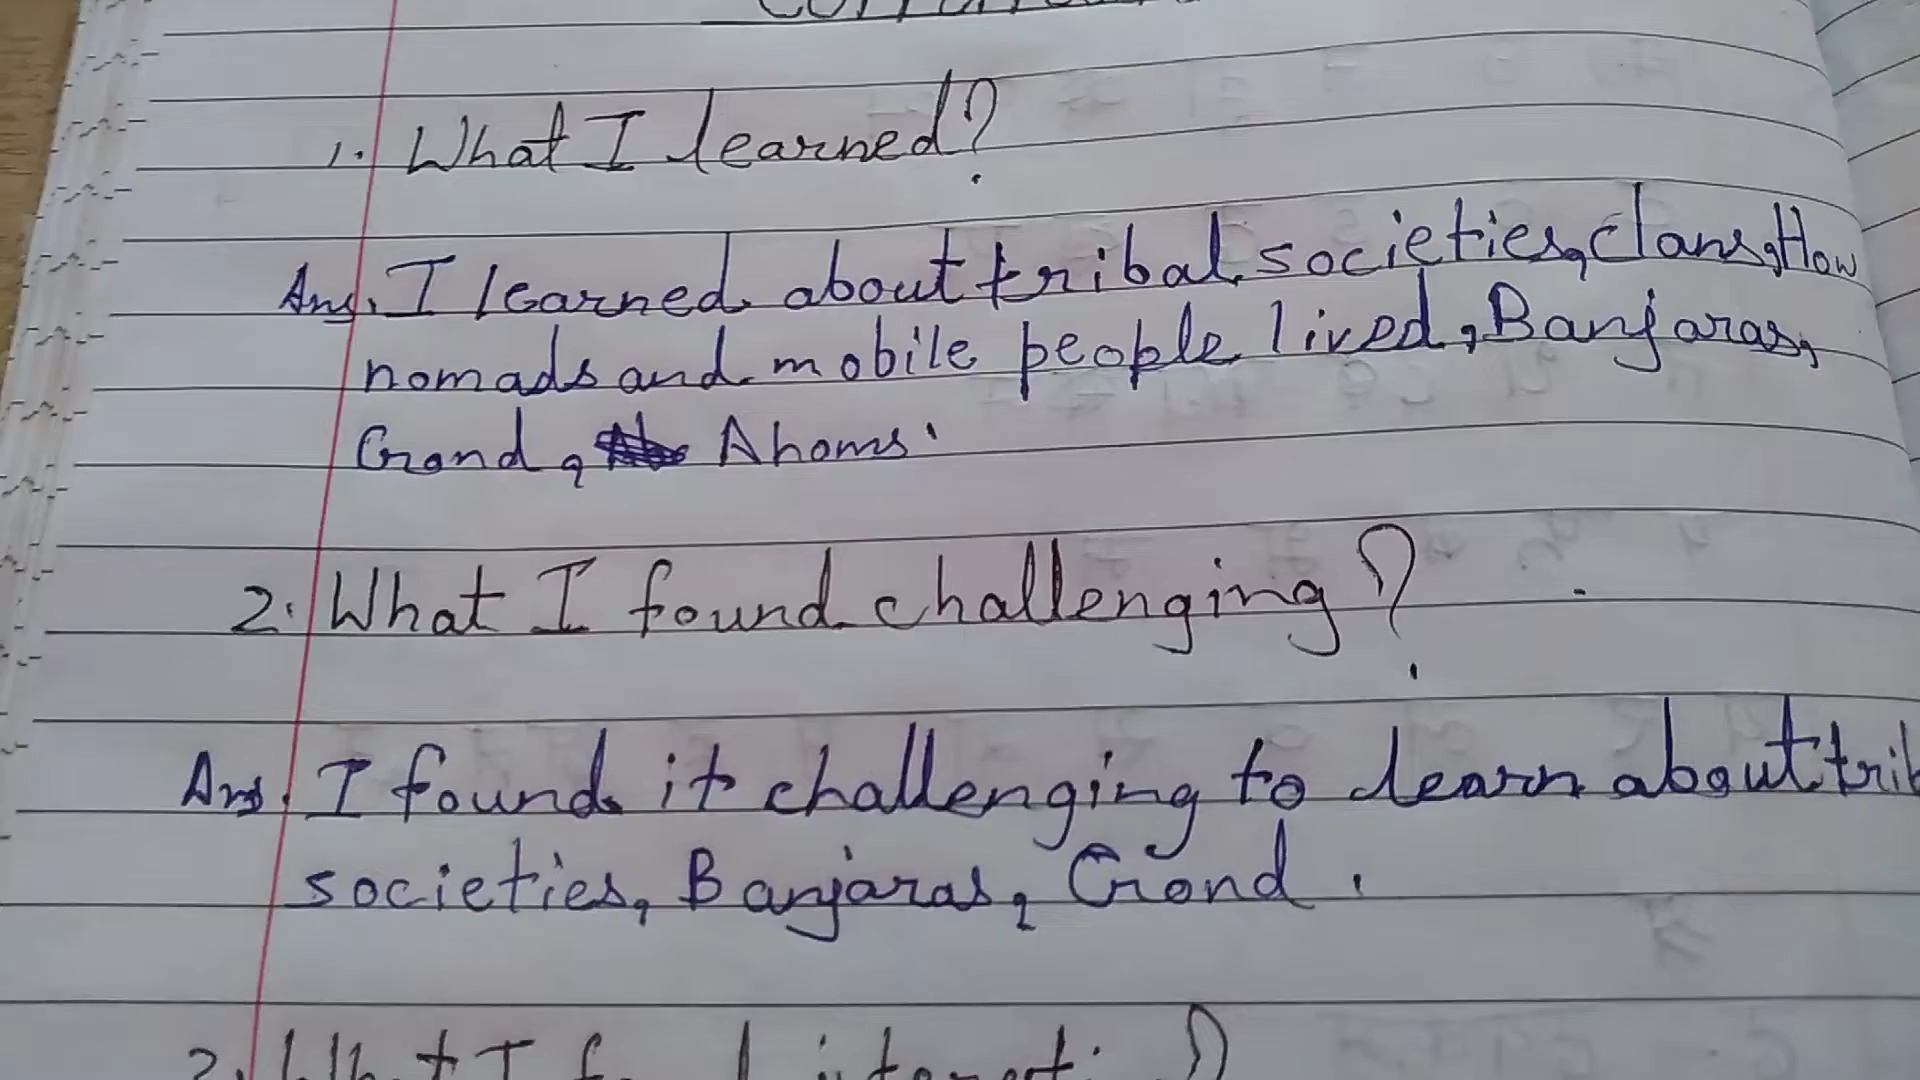 1. What I learned?
Ans. I learned about tribal societies, clans, How
nomads and mobile people lived, Banjaras,
Gond, Ahoms.
2. What I found challenging?
Ans. I found it challenging to learn about
societies, Banjaras, Gond.
What I